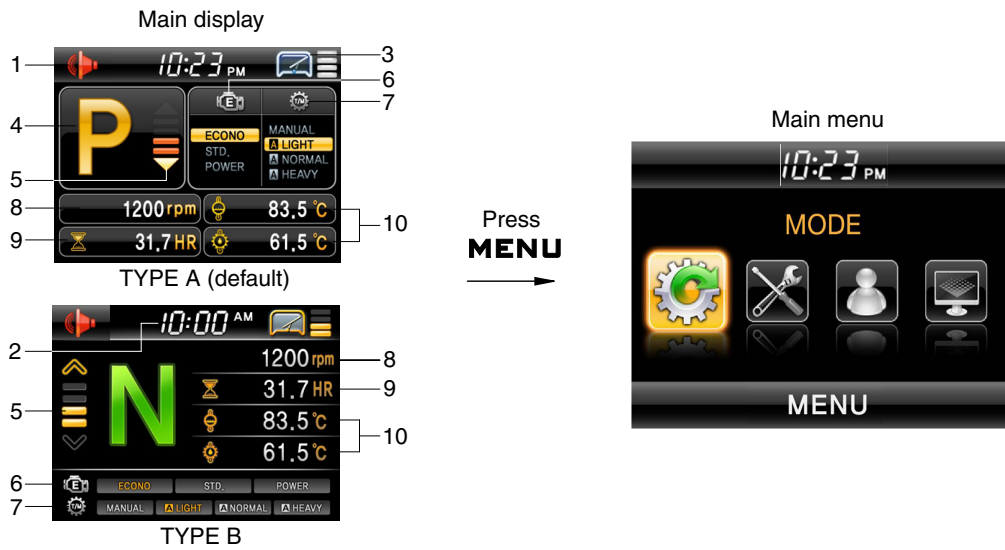 Main display
1
10:23 PM
3
6
7
4
P
E
T/M
ECONO
STD.
POWER
MANUAL
A LIGHT
A NORMAL
A HEAVY
5
8
1200 rpm
83.5 °C
10
9
31.7 HR
61.5 °C
TYPE A (default)
2
10:00 AM
N
1200 rpm
8
31.7 HR
9
5
83.5 °C
10
61.5 °C
6
E
ECONO STD. POWER
7
T/M
MANUAL A LIGHT A NORMAL A HEAVY
TYPE B
Press
MENU
Main menu
10:23 PM
MODE
MENU